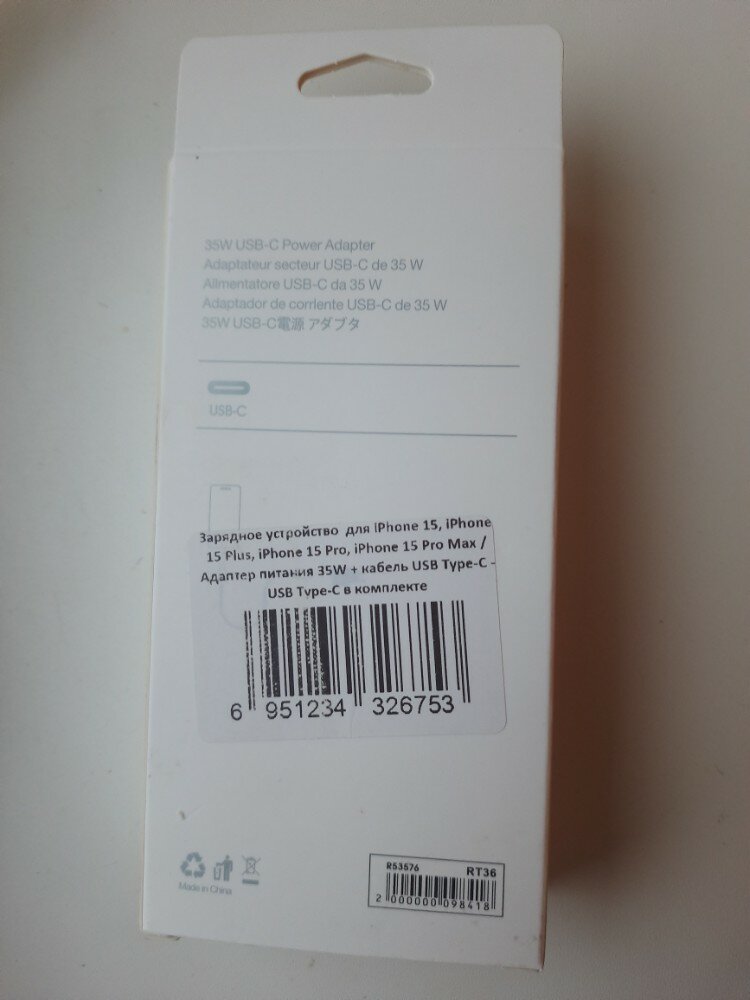 35W USB-C Power Adapter
Adaptateur secteur USB-C de 35 W
Alimentatore USB-C da 35 W
Adaptador de corriente USB-C de 35 W
35W USB-C電源 アダプタ
USB-C
Зарядное устройство для iPhone 15, iPhone
15 Plus, iPhone 15 Pro, iPhone 15 Pro Max /
Адаптер питания 35W + кабель USB Type-C -
USB Type-C в комплекте
6 951234 326753
Made in China
R53576 RT36
2 000000 098418